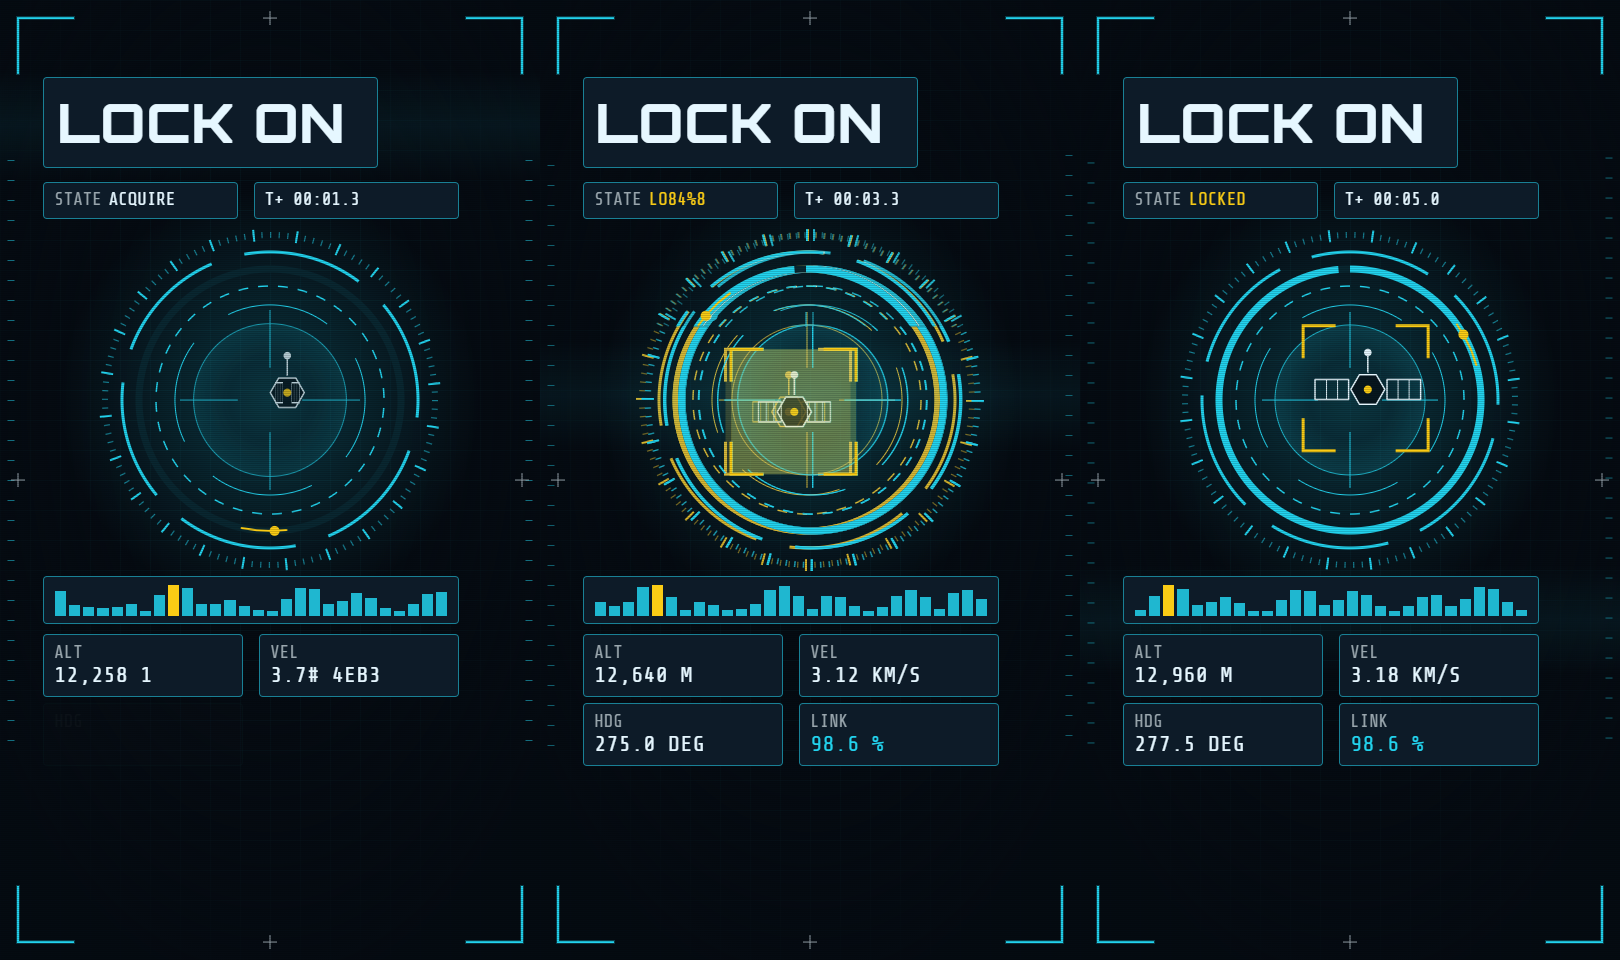 LOCK ON
STATE ACQUIRE
T+ 00:01.3
ALT
12,258 1
VEL
3.7# 4EB3
HDG
LOCK ON
STATE LO84%8
T+ 00:03.3
ALT
12,640 M
VEL
3.12 KM/S
HDG
275.0 DEG
LINK
98.6 %
LOCK ON
STATE LOCKED
T+ 00:05.0
ALT
12,960 M
VEL
3.18 KM/S
HDG
277.5 DEG
LINK
98.6 %